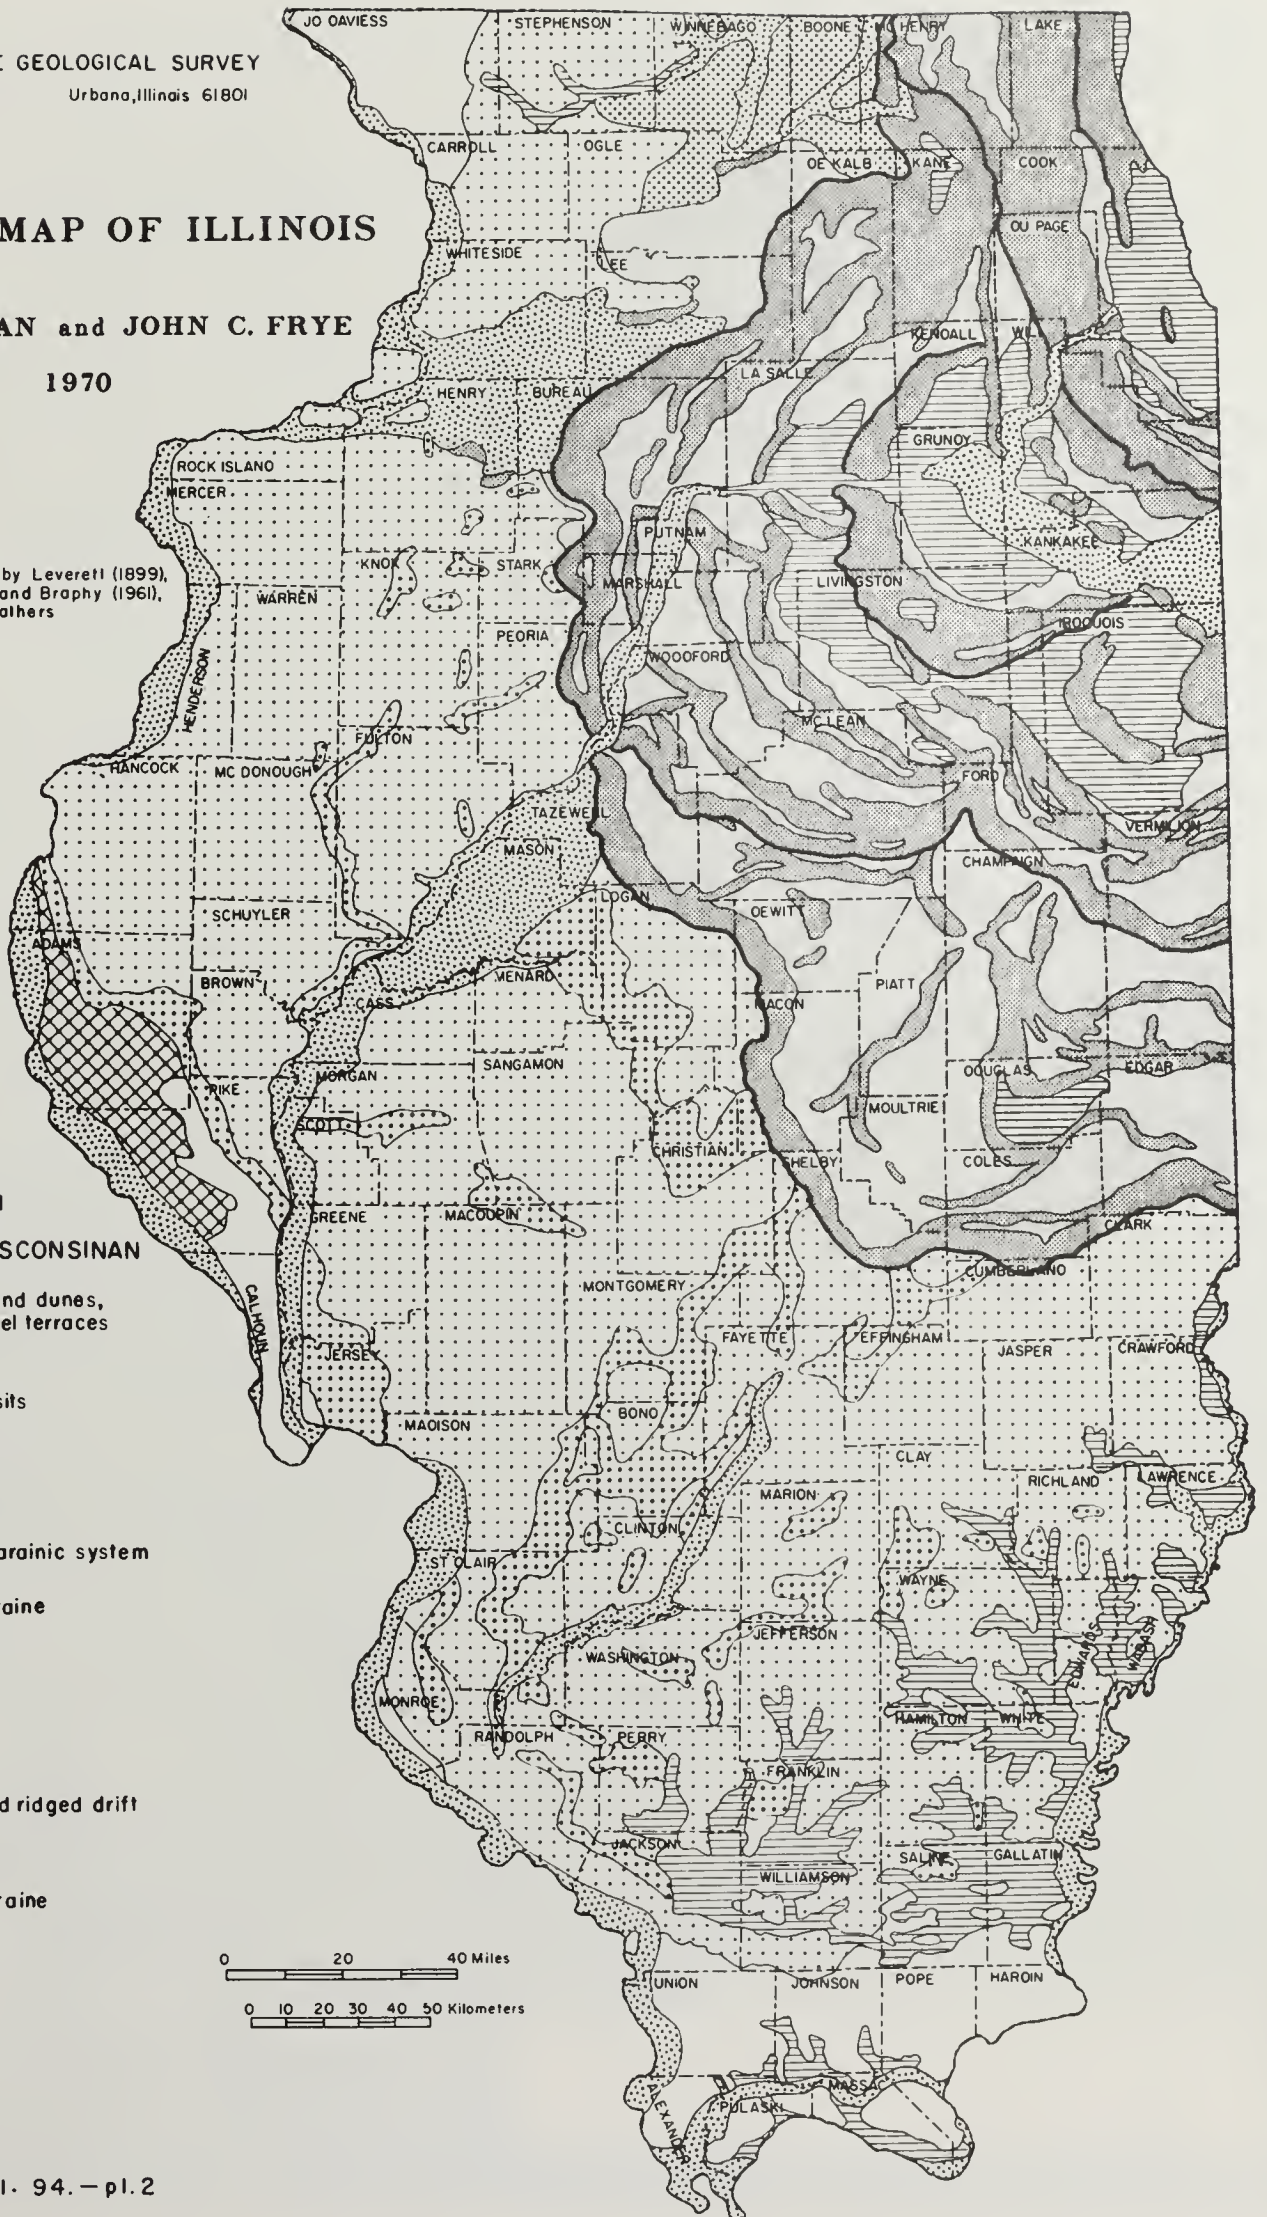 JO DAVIESS
STEPHENSON
WINNEBAGO
BOONE
MC HENRY
LAKE
E GEOLOGICAL SURVEY
Urbana, Illinois 61801
CARROLL
OGLE
DE KALB
KANE
COOK
MAP OF ILLINOIS
DU PAGE
WHITESIDE
LEE
AN and JOHN C. FRYE
KENDALL
WILL
1970
LA SALLE
HENRY
BUREAU
GRUNDY
ROCK ISLAND
MERCER
PUTNAM
KANKAKEE
KNOX
STARK
by Leverett (1899),
and Brophy (1961),
others
MARSHALL
LIVINGSTON
WARREN
IROQUOIS
PEORIA
WOODFORD
HENDERSON
MC LEAN
FULTON
HANCOCK
MC DONOUGH
FORD
TAZEWELL
VERMILION
MASON
CHAMPAIGN
LOGAN
SCHUYLER
DEWITT
ADAMS
MENARD
BROWN
PIATT
CASS
MACON
SANGAMON
DOUGLAS
EDGAR
MORGAN
PIKE
MOULTRIE
SCOTT
CHRISTIAN
SHELBY
COLES
GREENE
MACOUPIN
CLARK
SCONSINAN
CUMBERLAND
MONTGOMERY
nd dunes,
el terraces
CALHOUN
FAYETTE
EFFINGHAM
JERSEY
JASPER
CRAWFORD
sits
BOND
MADISON
CLAY
RICHLAND
LAWRENCE
MARION
CLINTON
orainic system
ST CLAIR
WAYNE
raine
JEFFERSON
WASHINGTON
EDWARDS
WABASH
MONROE
HAMILTON
WHITE
RANDOLPH
PERRY
FRANKLIN
d ridged drift
JACKSON
SALINE
GALLATIN
WILLIAMSON
raine
0 20 40 Miles
UNION
JOHNSON
POPE
HARDIN
0 10 20 30 40 50 Kilometers
MASSAC
PULASKI
ALEXANDER
l. 94.—pl.2